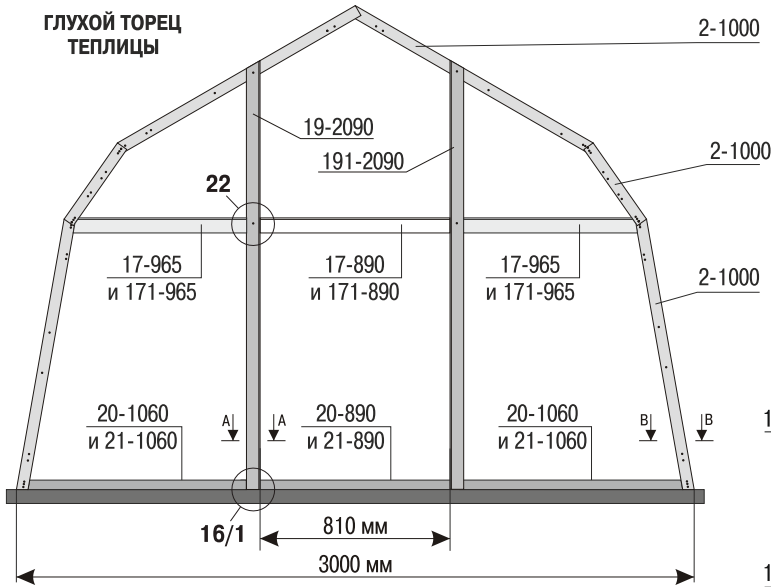 ГЛУХОЙ ТОРЕЦ
ТЕПЛИЦЫ
2-1000
19-2090
191-2090
2-1000
22
17-965
и 171-965
17-890
и 171-890
17-965
и 171-965
2-1000
20-1060
и 21-1060
А
А
20-890
и 21-890
20-1060
и 21-1060
В
В
1
16/1
810 мм
3000 мм
1